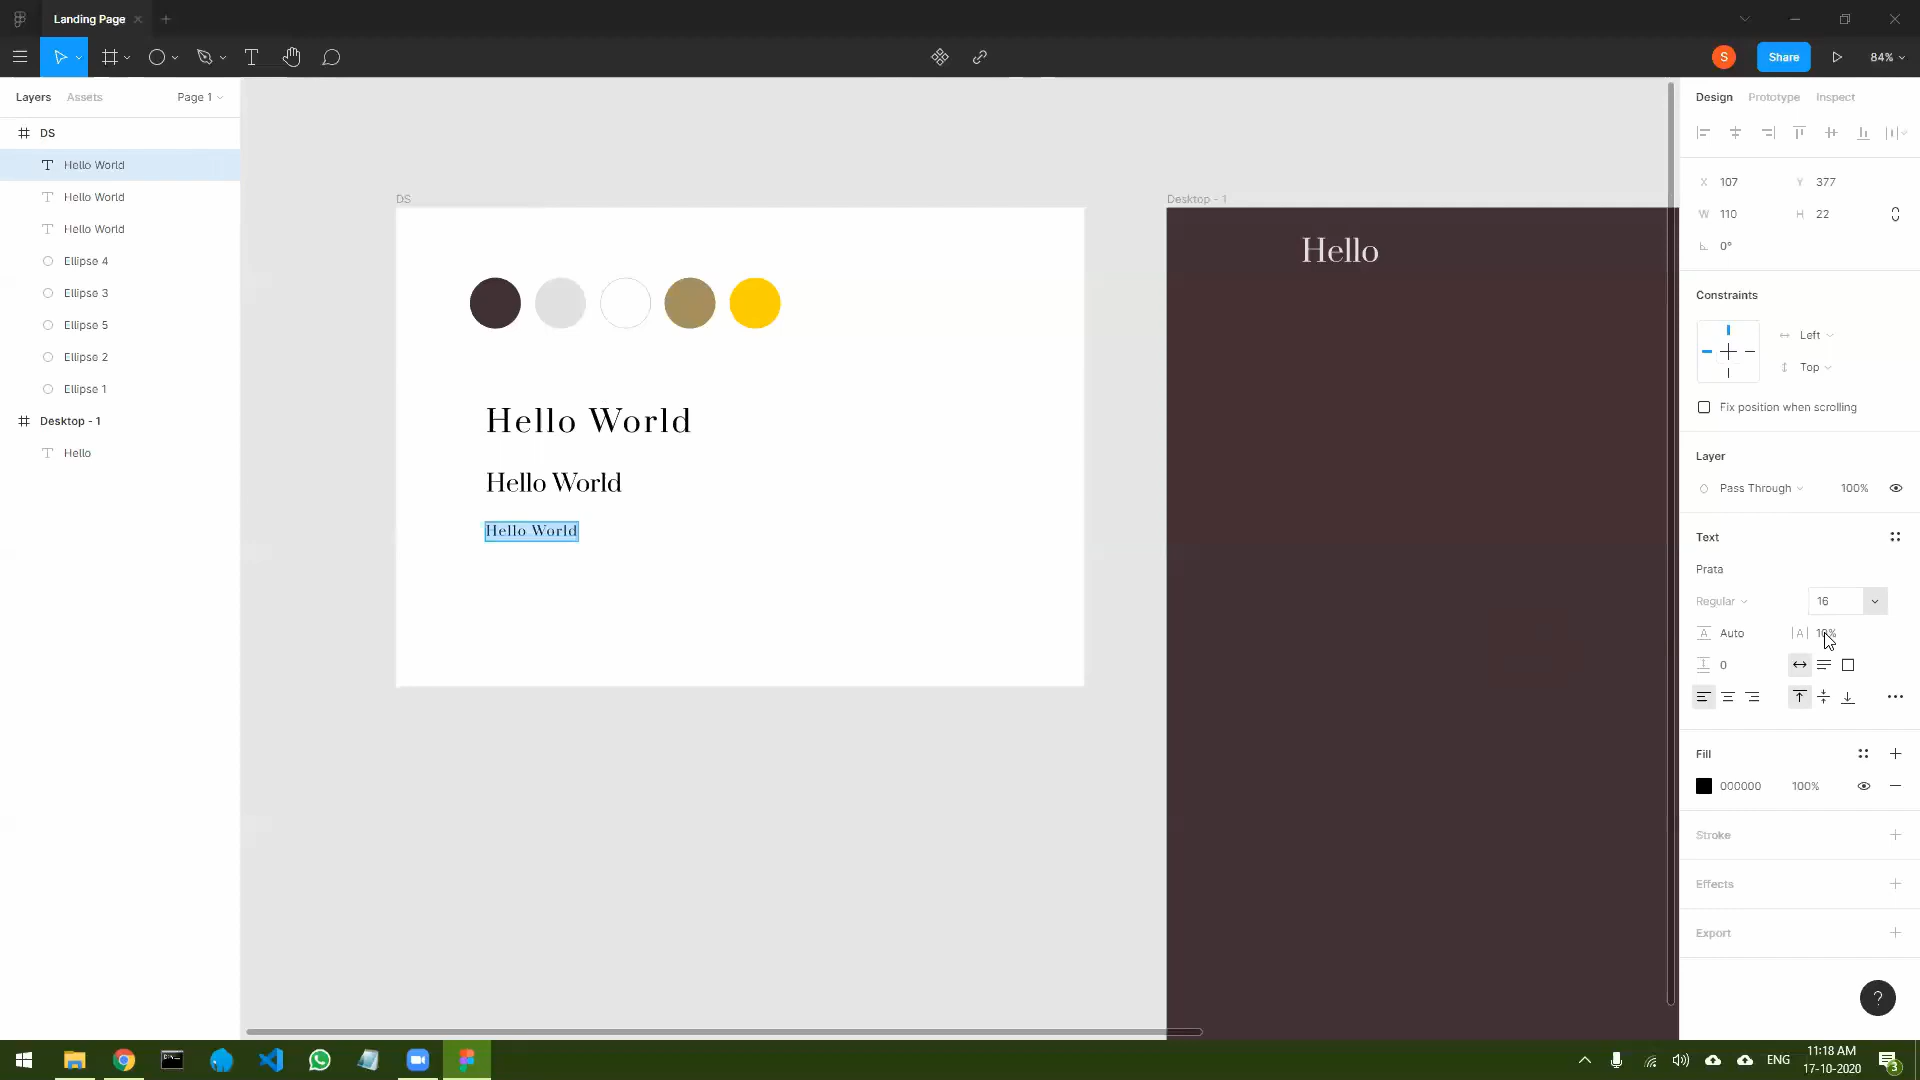 Landing Page
S
Share
84%
Layers
Assets
Page 1
DS
Hello World
Hello World
Hello World
Ellipse 4
Ellipse 3
Ellipse 5
Ellipse 2
Ellipse 1
Desktop - 1
Hello
DS
Hello World
Hello World
Hello World
Desktop - 1
Hello
Design
Prototype
Inspect
X 107
Y 377
W 110
H 22
0°
Constraints
Left
Top
Fix position when scrolling
Layer
Pass Through
100%
Text
Prata
Regular
16
A Auto
|A| 10%
0
Fill
000000
100%
Stroke
Effects
Export
?
ENG
11:18 AM
17-10-2020
3